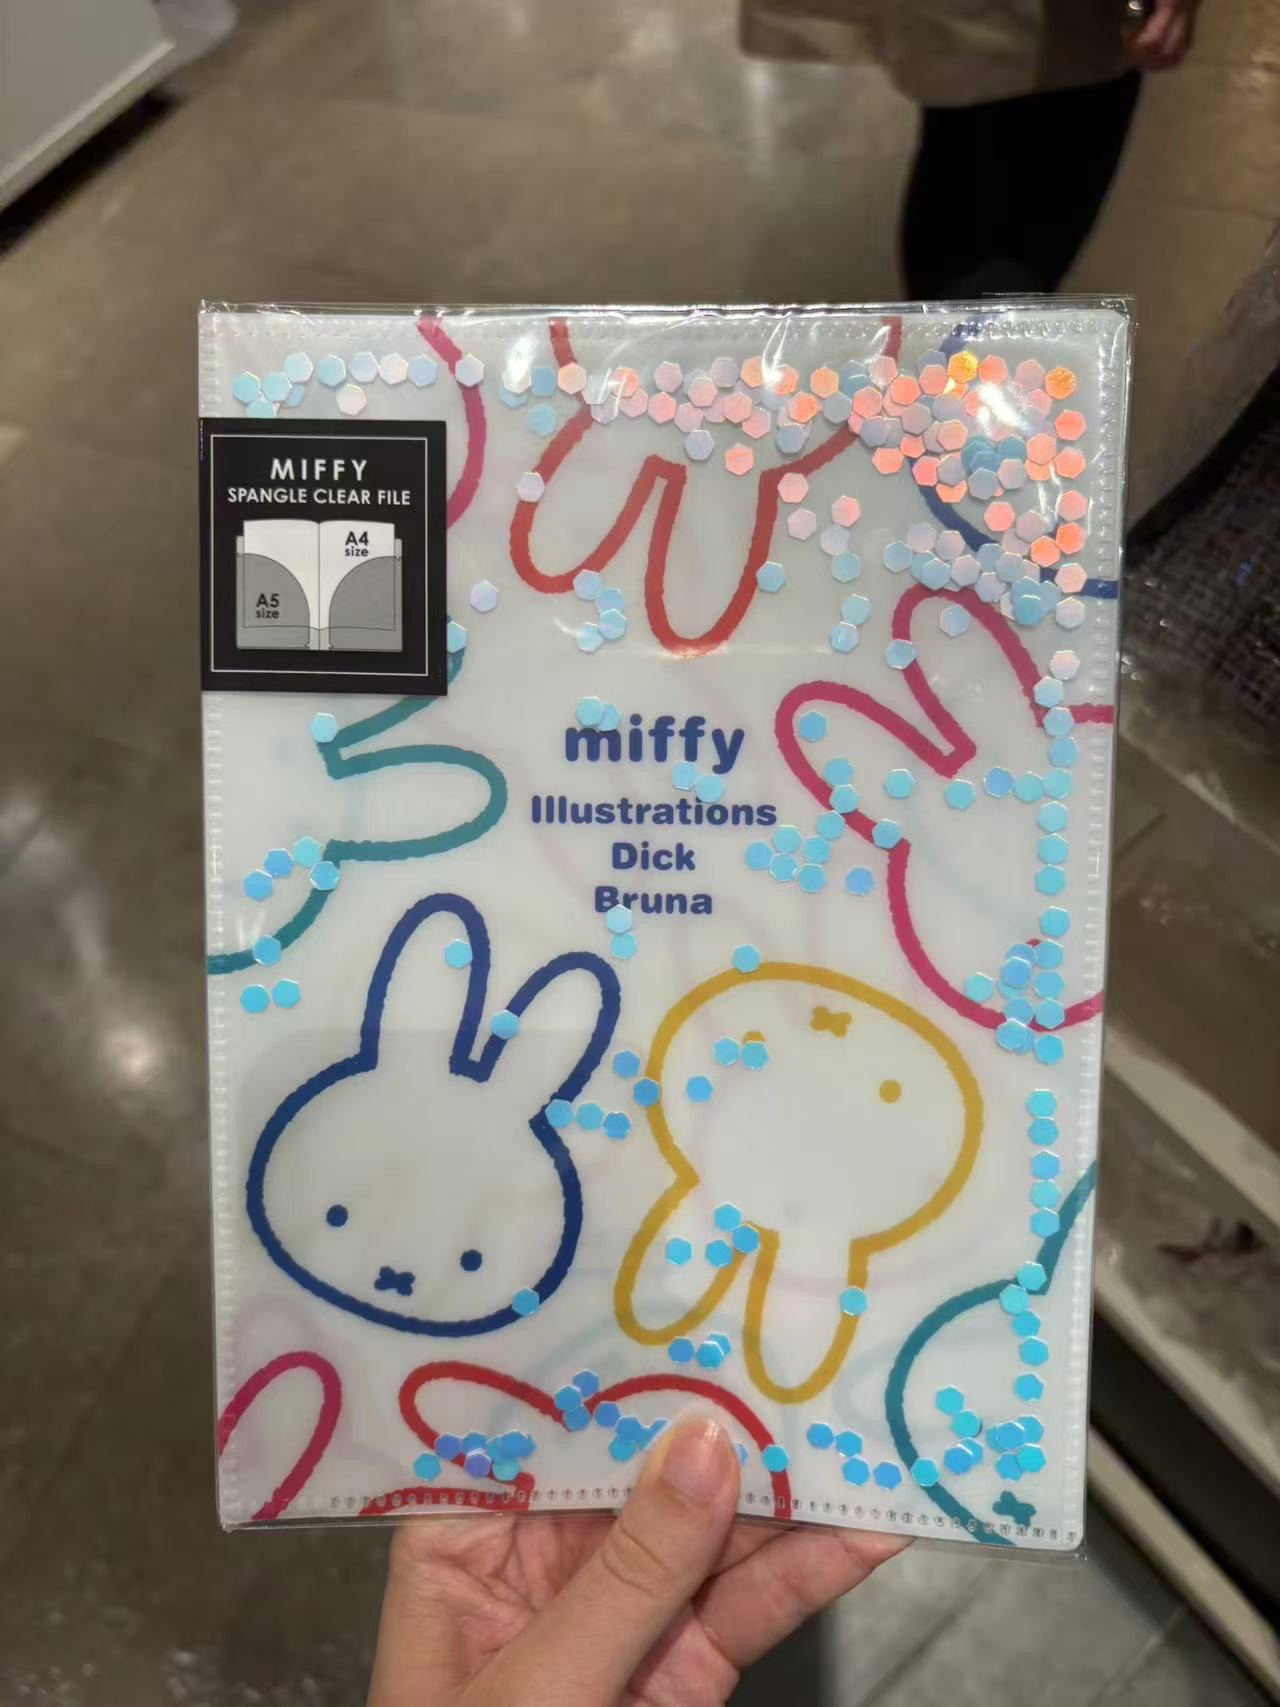 MIFFY
SPANGLE CLEAR FILE
A4
size
A5
size
miffy
Illustrations
Dick
Bruna